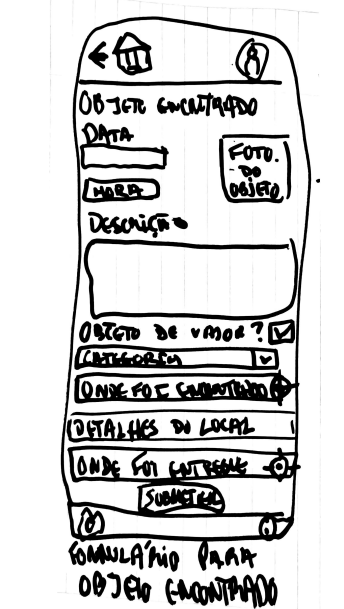 OBJETO ENCONTRADO
DATA
FOTO
DO
OBJETO
HORA
DESCRIÇÃO
OBJETO DE VALOR?
CATEGORIA
ONDE FOI ENCONTRADO
DETALHES DO LOCAL
ONDE FOI ENTREGUE
SUBMETER
FORMULÁRIO PARA
OBJETO ENCONTRADO